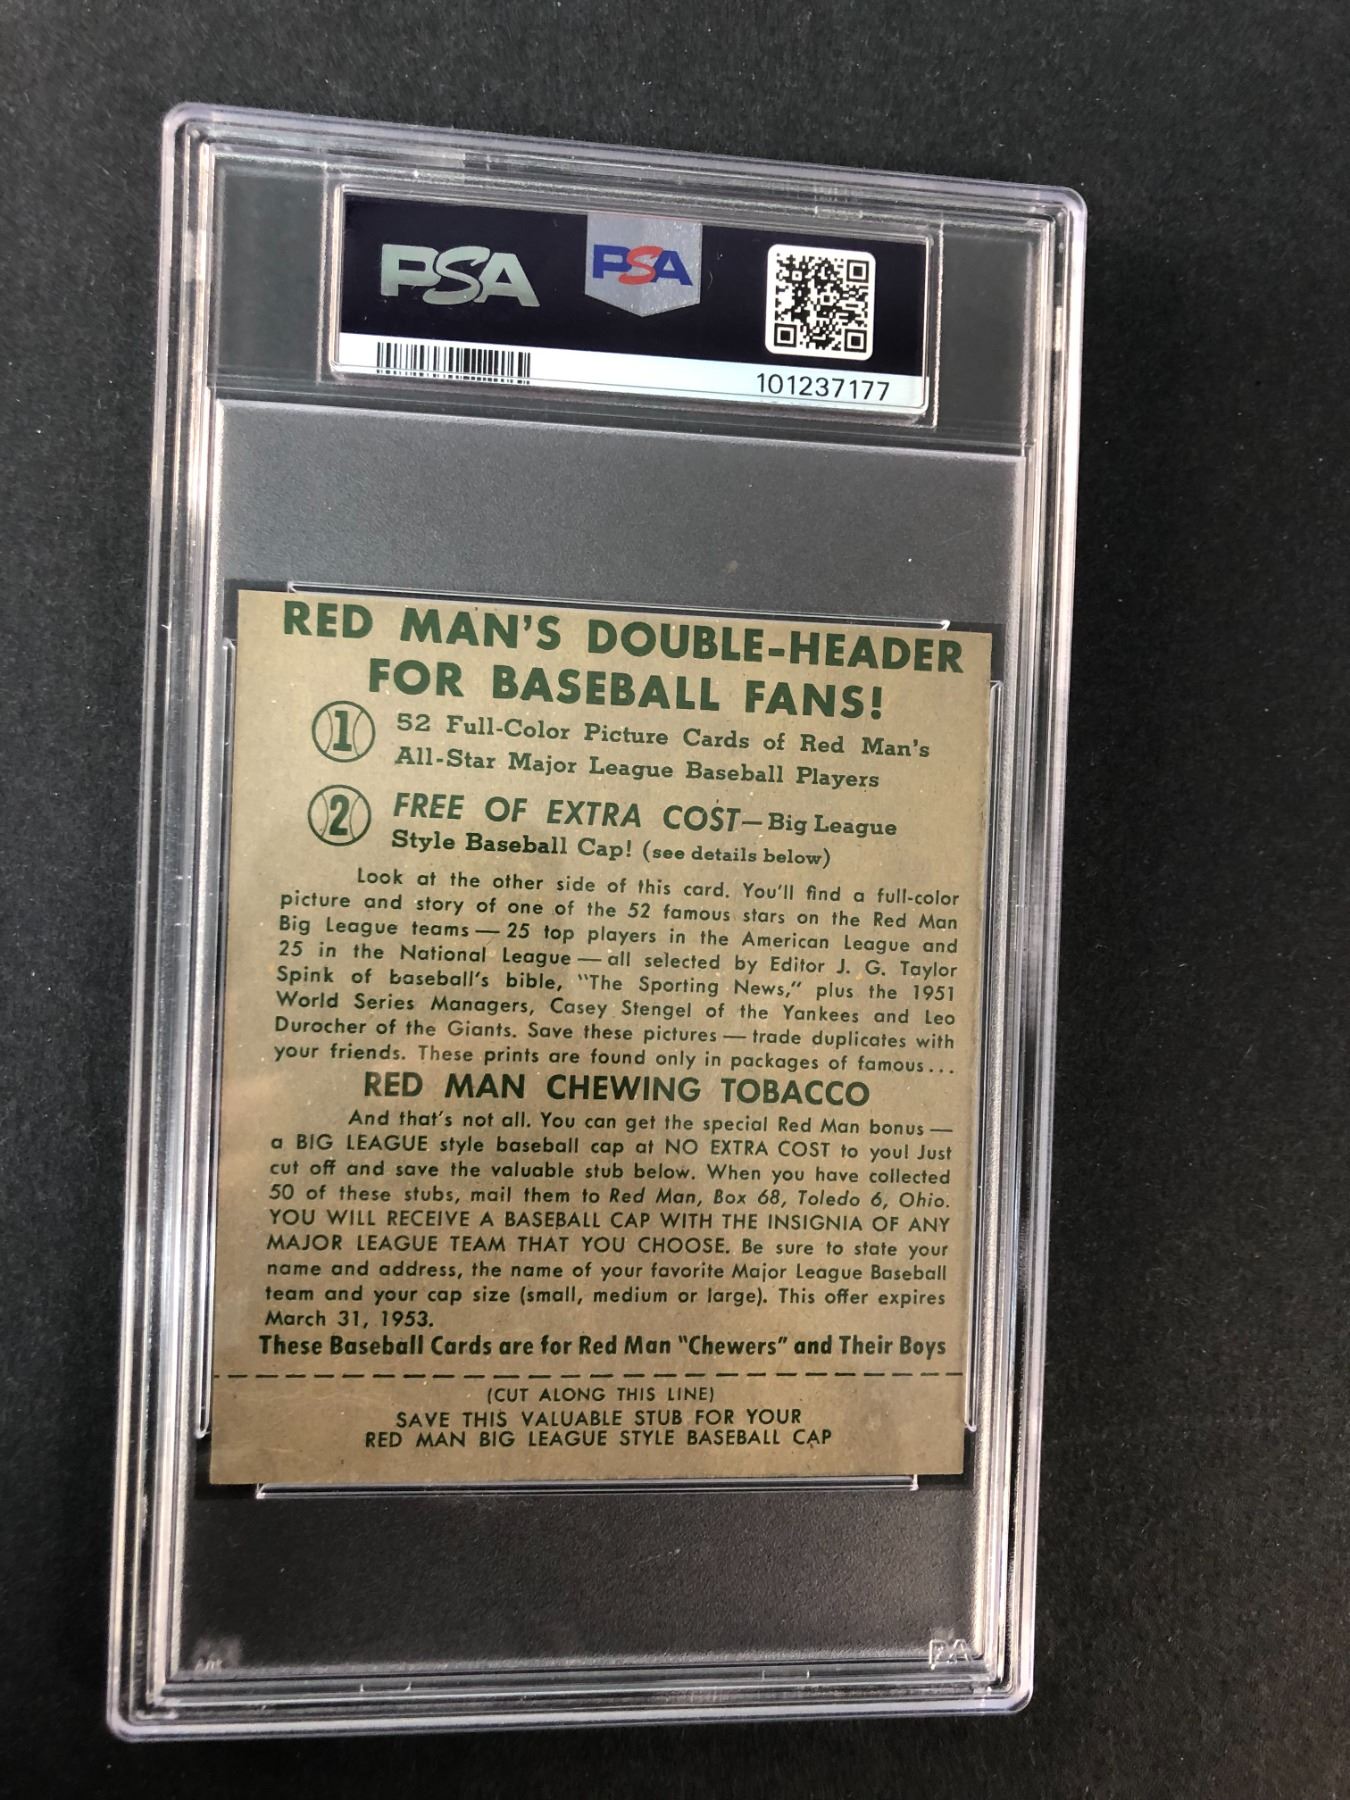 PSA PSA
101237177
RED MAN'S DOUBLE-HEADER
FOR BASEBALL FANS!
1 52 Full-Color Picture Cards of Red Man's
All-Star Major League Baseball Players
2 FREE OF EXTRA COST—Big League
Style Baseball Cap! (see details below)
Look at the other side of this card. You'll find a full-color
picture and story of one of the 52 famous stars on the Red Man
Big League teams — 25 top players in the American League and
25 in the National League — all selected by Editor J. G. Taylor
Spink of baseball's bible, "The Sporting News," plus the 1951
World Series Managers, Casey Stengel of the Yankees and Leo
Durocher of the Giants. Save these pictures — trade duplicates with
your friends. These prints are found only in packages of famous...
RED MAN CHEWING TOBACCO
And that's not all. You can get the special Red Man bonus —
a BIG LEAGUE style baseball cap at NO EXTRA COST to you! Just
cut off and save the valuable stub below. When you have collected
50 of these stubs, mail them to Red Man, Box 68, Toledo 6, Ohio.
YOU WILL RECEIVE A BASEBALL CAP WITH THE INSIGNIA OF ANY
MAJOR LEAGUE TEAM THAT YOU CHOOSE. Be sure to state your
name and address, the name of your favorite Major League Baseball
team and your cap size (small, medium or large). This offer expires
March 31, 1953.
These Baseball Cards are for Red Man "Chewers" and Their Boys
(CUT ALONG THIS LINE)
SAVE THIS VALUABLE STUB FOR YOUR
RED MAN BIG LEAGUE STYLE BASEBALL CAP